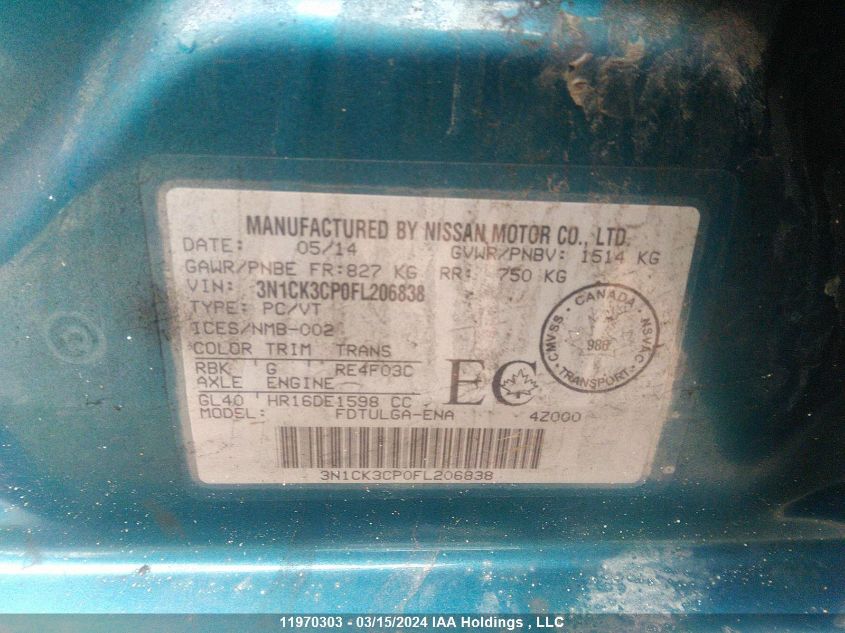 MANUFACTURED BY NISSAN MOTOR CO., LTD.
DATE: 05/14 GVWR/PNBV: 1514 KG
GAWR/PNBE FR:827 KG RR: 750 KG
VIN: 3N1CK3CP0FL206838
TYPE: PC/VT
ICES/NMB-002
COLOR TRIM TRANS
RBK G RE4F03C
AXLE ENGINE
GL40 HR16DE1598 CC
MODEL: FDTULGA-ENA 4Z000
3N1CK3CP0FL206838
EC
CANADA
CMVSS NSVAC
980
TRANSPORT
11970303 - 03/15/2024 IAA Holdings , LLC